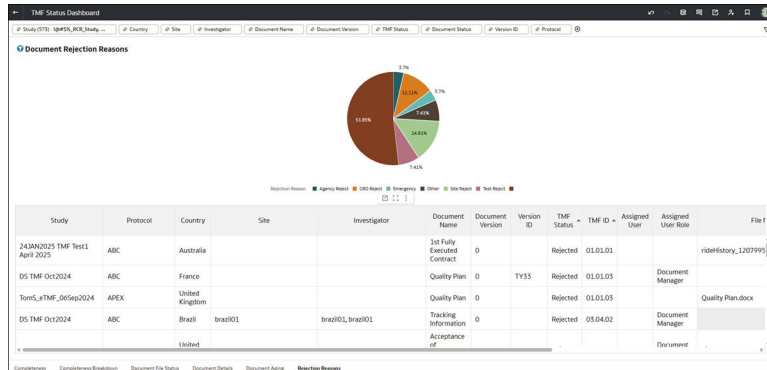 TMF Status Dashboard
Study (573) I@#$%_RCR_Study, ... Country Site Investigator Document Name Document Version TMF Status Document Status Version ID Protocol
Document Rejection Reasons
3.7%
11.11%
3.7%
7.41%
51.85%
14.81%
7.41%
Rejection Reason Agency Reject CRO Reject Emergency Other Site Reject Test Reject
Study Protocol Country Site Investigator Document Name Document Version Version ID TMF Status TMF ID Assigned User Assigned User Role File
24JAN2025 TMF Test1 April 2025 ABC Australia 1st Fully Executed Contract 0 Rejected 01.01.01 rideHistory_1207995
DS TMF Oct2024 ABC France Quality Plan 0 TY33 Rejected 01.01.03 Document Manager
Tom5_eTMF_06Sep2024 APEX United Kingdom Quality Plan 0 Rejected 01.01.03 Quality Plan.docx
DS TMF Oct2024 ABC Brazil brazil01 brazil01, brazil01 Tracking Information 0 Rejected 03.04.02 Document Manager
United Acceptance of Document
Completeness Completeness Breakdown Document File Status Document Details Document Aging Rejection Reasons